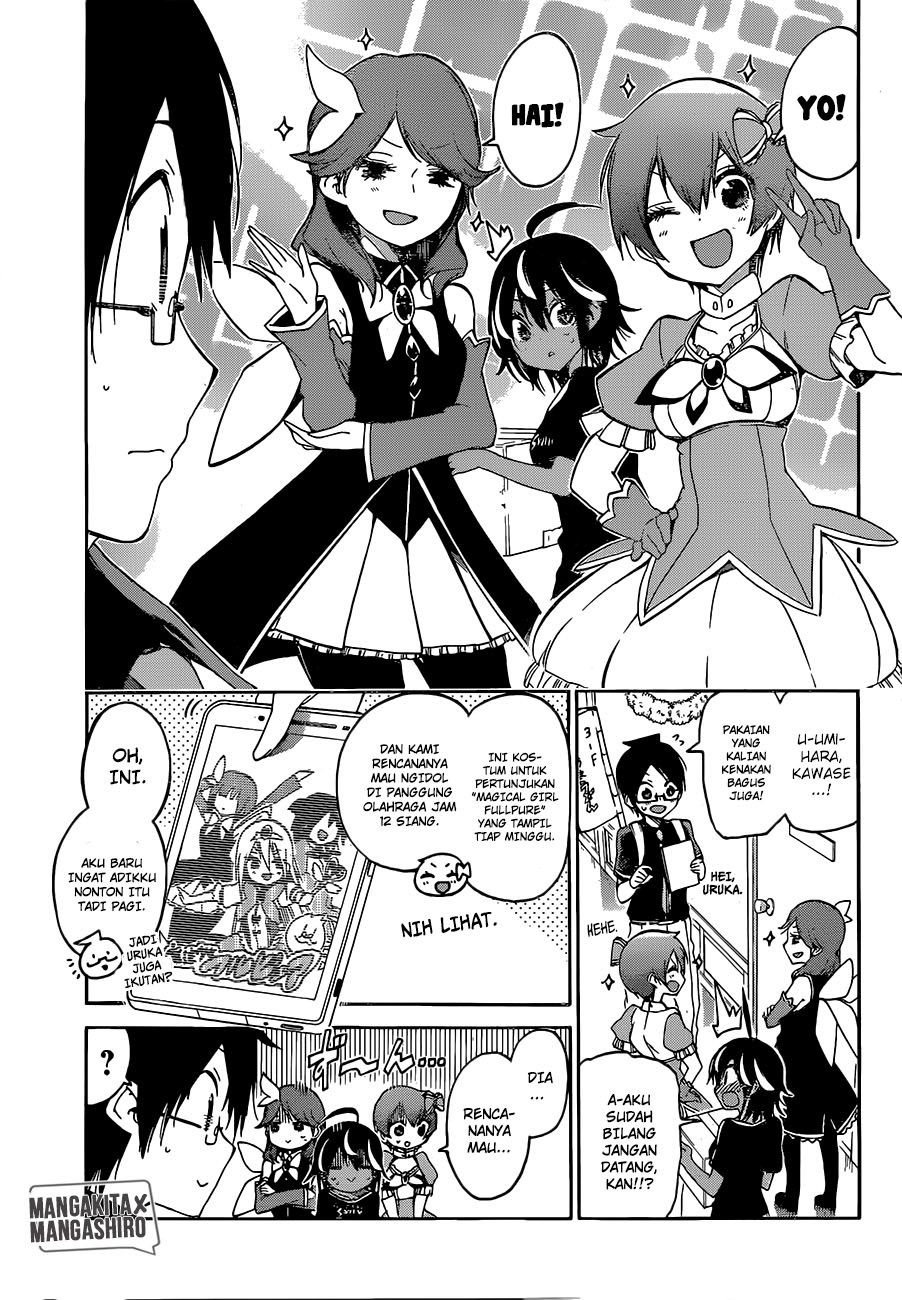 YO!
HAI!
U-UMI-
HARA,
KAWASE
...!
PAKAIAN
YANG
KALIAN
KENAKAN
BAGUS
JUGA!
3-F
HEI,
URUKA.
HEHE.
A-AKU
SUDAH
BILANG
JANGAN
DATANG,
KAN!!?
INI KOS-
TUM UNTUK
PERTUNJUKAN
"MAGICAL GIRL
FULLPURE"
YANG TAMPIL
TIAP MINGGU.
DAN KAMI
RENCANANYA
MAU NGIDOL
DI PANGGUNG
OLAHRAGA JAM
12 SIANG.
NIH LIHAT.
OH,
INI.
AKU BARU
INGAT ADIKKU
NONTON ITU
TADI PAGI.
JADI
URUKA
JUGA
IKUTAN?
DIA
...
RENCA-
NANYA
MAU...
ず〜ん...
?
MANGAKITA X
MANGASHIRO